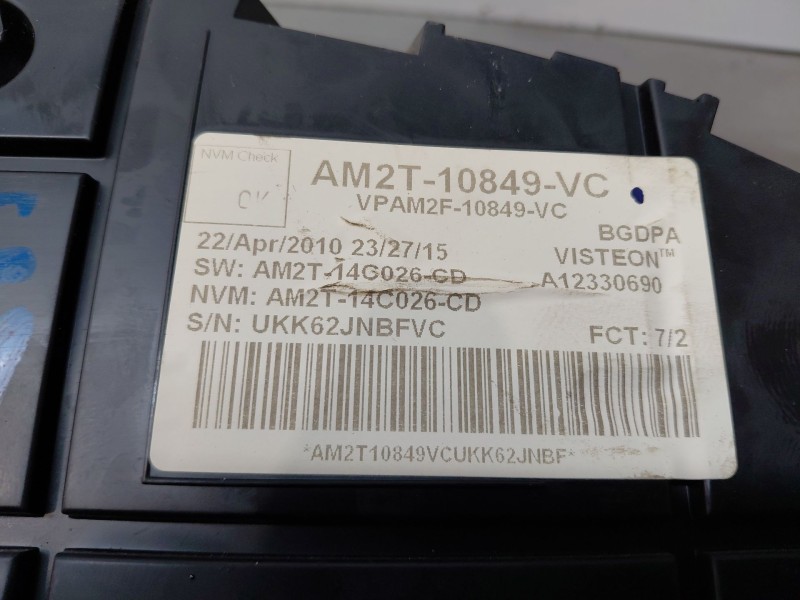 NVM Check
OK
AM2T-10849-VC
VPAM2F-10849-VC
BGDPA
22/Apr/2010 23/27/15
VISTEON™
SW: AM2T-14C026-CD
A12330690
NVM: AM2T-14C026-CD
S/N: UKK62JNBFVC
FCT: 7/2
*AM2T10849VCUKK62JNBF*